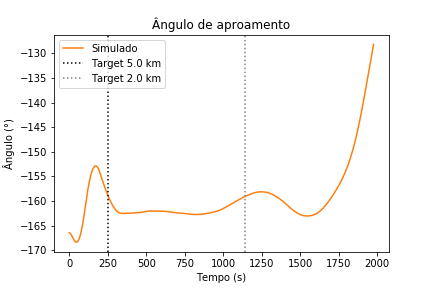 Ângulo de aproamento
Simulado
Target 5.0 km
Target 2.0 km
Ângulo (°)
−130
−135
−140
−145
−150
−155
−160
−165
−170
0 250 500 750 1000 1250 1500 1750 2000
Tempo (s)